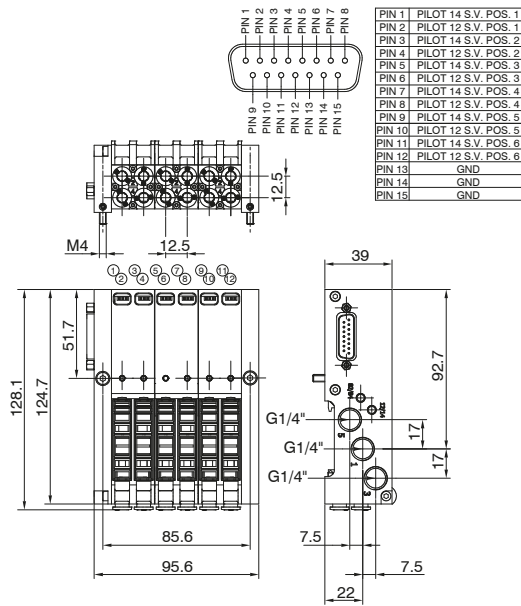 PIN 1 PIN 2 PIN 3 PIN 4 PIN 5 PIN 6 PIN 7 PIN 8
PIN 9 PIN 10 PIN 11 PIN 12 PIN 13 PIN 14 PIN 15
PIN 1 PILOT 14 S.V. POS. 1
PIN 2 PILOT 12 S.V. POS. 1
PIN 3 PILOT 14 S.V. POS. 2
PIN 4 PILOT 12 S.V. POS. 2
PIN 5 PILOT 14 S.V. POS. 3
PIN 6 PILOT 12 S.V. POS. 3
PIN 7 PILOT 14 S.V. POS. 4
PIN 8 PILOT 12 S.V. POS. 4
PIN 9 PILOT 14 S.V. POS. 5
PIN 10 PILOT 12 S.V. POS. 5
PIN 11 PILOT 14 S.V. POS. 6
PIN 12 PILOT 12 S.V. POS. 6
PIN 13 GND
PIN 14 GND
PIN 15 GND
12.5
M4
12.5
39
1 2 3 4 5 6 7 8 9 10 11 12
51.7
124.7
128.1
85.6
95.6
92.7
12/14
G1/4"
5
17
G1/4"
1
17
G1/4"
3
7.5
7.5
22